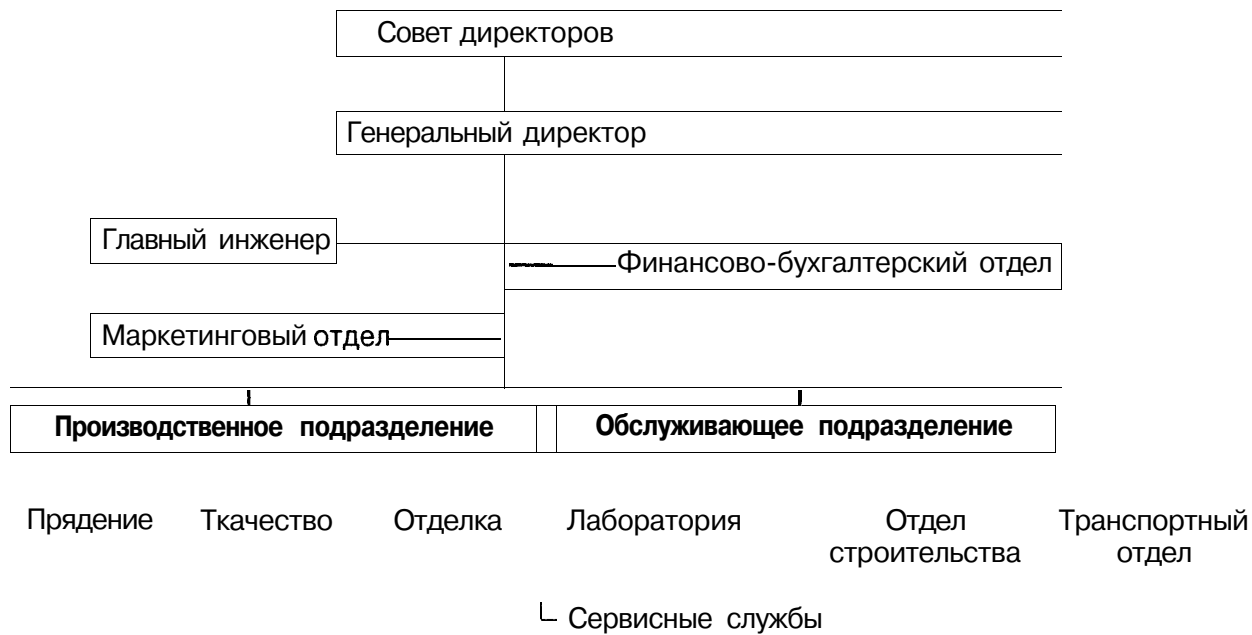 Совет директоров
Генеральный директор
Главный инженер
Финансово-бухгалтерский отдел
Маркетинговый отдел
Производственное подразделение
Обслуживающее подразделение
Прядение
Ткачество
Отделка
Лаборатория
Отдел
строительства
Транспортный
отдел
Сервисные службы